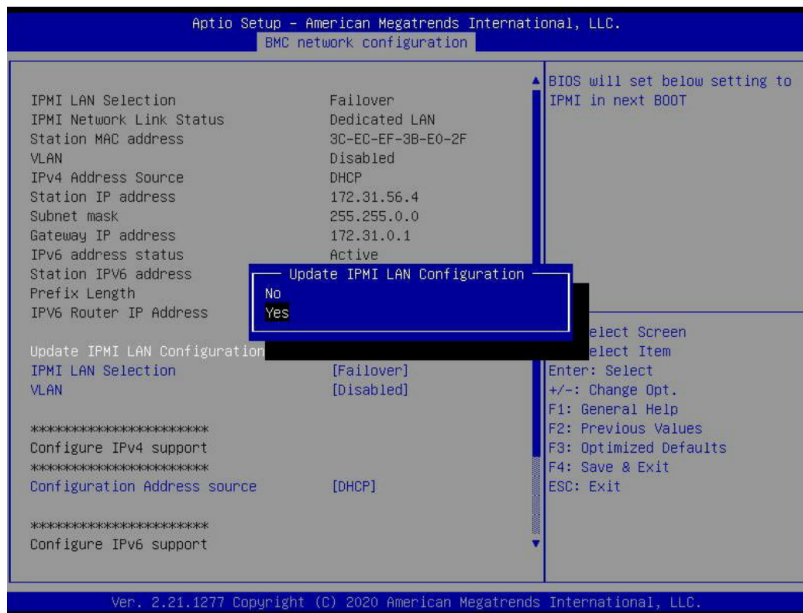 Aptio Setup – American Megatrends International, LLC.
BMC network configuration
IPMI LAN Selection Failover
IPMI Network Link Status Dedicated LAN
Station MAC address 3C-EC-EF-3B-E0-2F
VLAN Disabled
IPv4 Address Source DHCP
Station IP address 172.31.56.4
Subnet mask 255.255.0.0
Gateway IP address 172.31.0.1
IPv6 address status Active
Station IPV6 address
Prefix Length
IPV6 Router IP Address
Update IPMI LAN Configuration
IPMI LAN Selection [Failover]
VLAN [Disabled]
***********************
Configure IPv4 support
***********************
Configuration Address source [DHCP]
***********************
Configure IPv6 support
Update IPMI LAN Configuration
No
Yes
BIOS will set below setting to
IPMI in next BOOT
elect Screen
elect Item
Enter: Select
+/-: Change Opt.
F1: General Help
F2: Previous Values
F3: Optimized Defaults
F4: Save & Exit
ESC: Exit
Ver. 2.21.1277 Copyright (C) 2020 American Megatrends International, LLC.